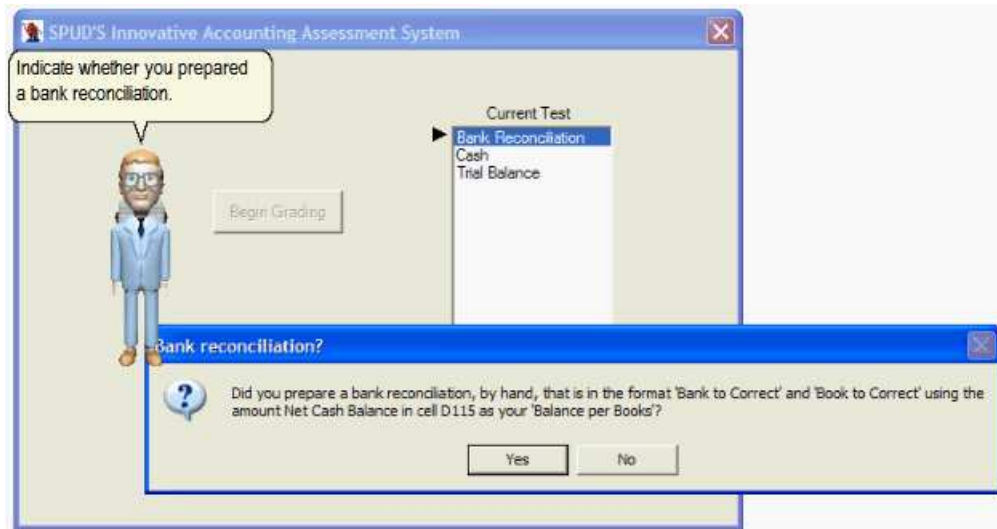 SPUD'S Innovative Accounting Assessment System
Indicate whether you prepared
a bank reconciliation.
Current Test
Bank Reconciliation
Cash
Trial Balance
Begin Grading
Bank reconciliation?
Did you prepare a bank reconciliation, by hand, that is in the format 'Bank to Correct' and 'Book to Correct' using the
amount Net Cash Balance in cell D115 as your 'Balance per Books'?
Yes
No